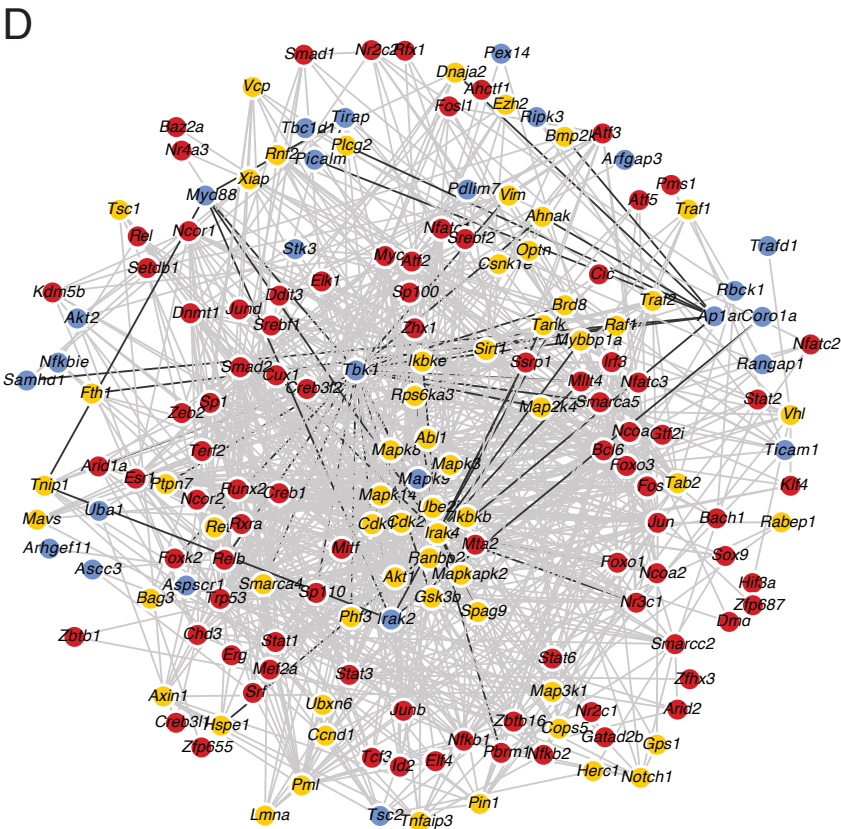 D
Smad1
Nr2c2
Rfx1
Pex14
Dnaja2
Vcp
Ahctf1
Fosl1
Ezh2
Ripk3
Tirap
Tbc1d1
Baz2a
Bmp2k
Atf3
Plcg2
Nr4a3
Rnf2
Picalm
Arfgap3
Xiap
Pms1
Myd88
Pdlim7
Vim
Atf5
Tsc1
Traf1
Ahnak
Rel
Ncor1
Nfatc
Srebf2
Trafd1
Stk3
Optn
Myc
Atf2
Csnk1e
Setdb1
Clc
Elk1
Kdm5b
Ddit3
Sp100
Rbck1
Traf2
Brd8
Akt2
Dnmt1
Jund
Ap1ar
Coro1a
Srebf1
Zhx1
Tank
Raf1
Mybbp1a
Nfatc2
Sirt1
Nfkbie
Ikbke
Ssrp1
Irf3
Rangap1
Smad2
Tbk1
Samhd1
Cux1
Mllt4
Nfatc3
Creb3l2
Fth1
Rps6ka3
Stat2
Sp1
Map2k4
Smarca5
Zeb2
Vhl
Ncoa
Gtf2i
Abl1
Terf2
Mapk8
Bcl6
Ticam1
Arid1a
Mapk3
Foxo3
Esr1
Ptpn7
Mapk9
Tnip1
Fos
Tab2
Klf4
Runx2
Creb1
Mapk14
Ncor2
Ube2
Uba1
Mavs
Ikbkb
Cdk
Cdk2
Jun
Bach1
Rabep1
Rxra
Irak4
Arhgef11
Mitf
Mta2
Foxk2
Relb
Ranbp2
Foxo1
Sox9
Ascc3
Akt1
Mapkapk2
Ncoa2
Aspscr1
Smarca4
Hif3a
Bag3
Trp53
Sp110
Gsk3b
Nr3c1
Zfp687
Phf3
Irak2
Spag9
Dmd
Zbtb1
Chd3
Stat1
Smarcc2
Erg
Stat6
Mef2a
Stat3
Zfhx3
Axin1
Srf
Map3k1
Ubxn6
Junb
Nr2c1
Arid2
Creb3l1
Hspe1
Zbtb16
Cops5
Ccnd1
Nfkb1
Gatad2b
Gps1
Zfp655
Tcf3
Id2
Elf4
Pbrm1
Nfkb2
Herc1
Notch1
Pml
Pin1
Lmna
Tsc2
Tnfaip3